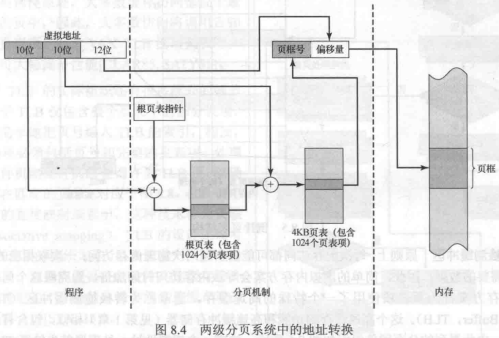 虚拟地址
10位 10位 12位
页框号 偏移量
根页表指针
+
+
页框
根页表（包含
1024个页表项）
4KB页表（包含
1024个页表项）
程序
分页机制
内存
图 8.4 两级分页系统中的地址转换